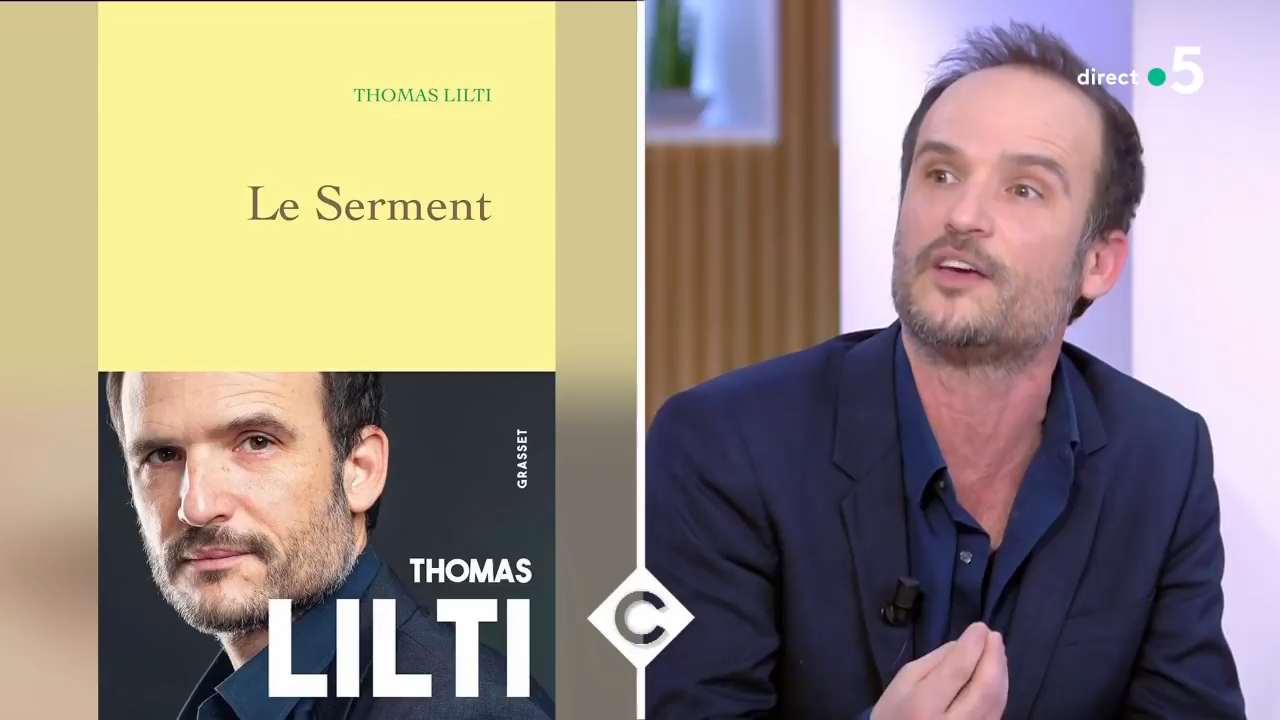 THOMAS LILTI
Le Serment
GRASSET
THOMAS
LILTI
C
direct 5